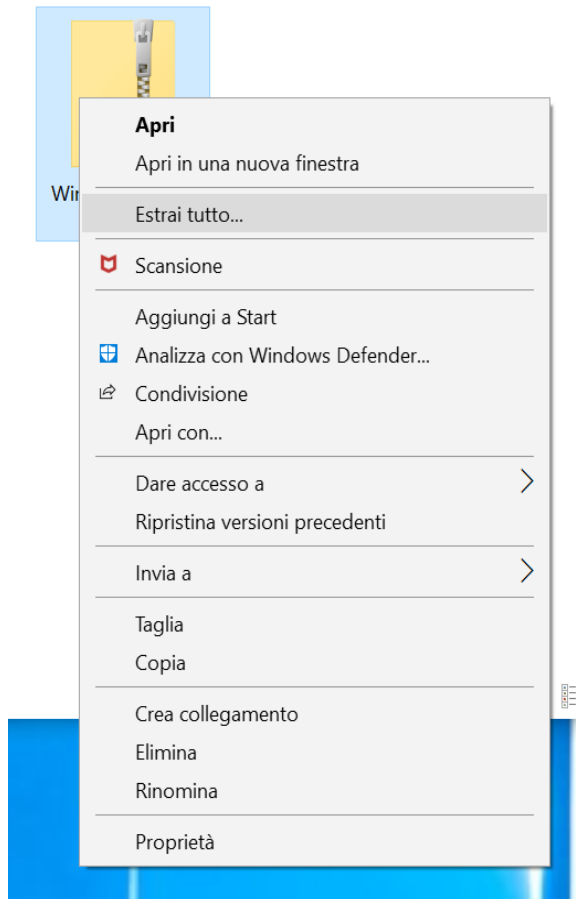 Apri
Apri in una nuova finestra
Estrai tutto...
Scansione
Aggiungi a Start
Analizza con Windows Defender...
Condivisione
Apri con...
Dare accesso a
Ripristina versioni precedenti
Invia a
Taglia
Copia
Crea collegamento
Elimina
Rinomina
Proprietà